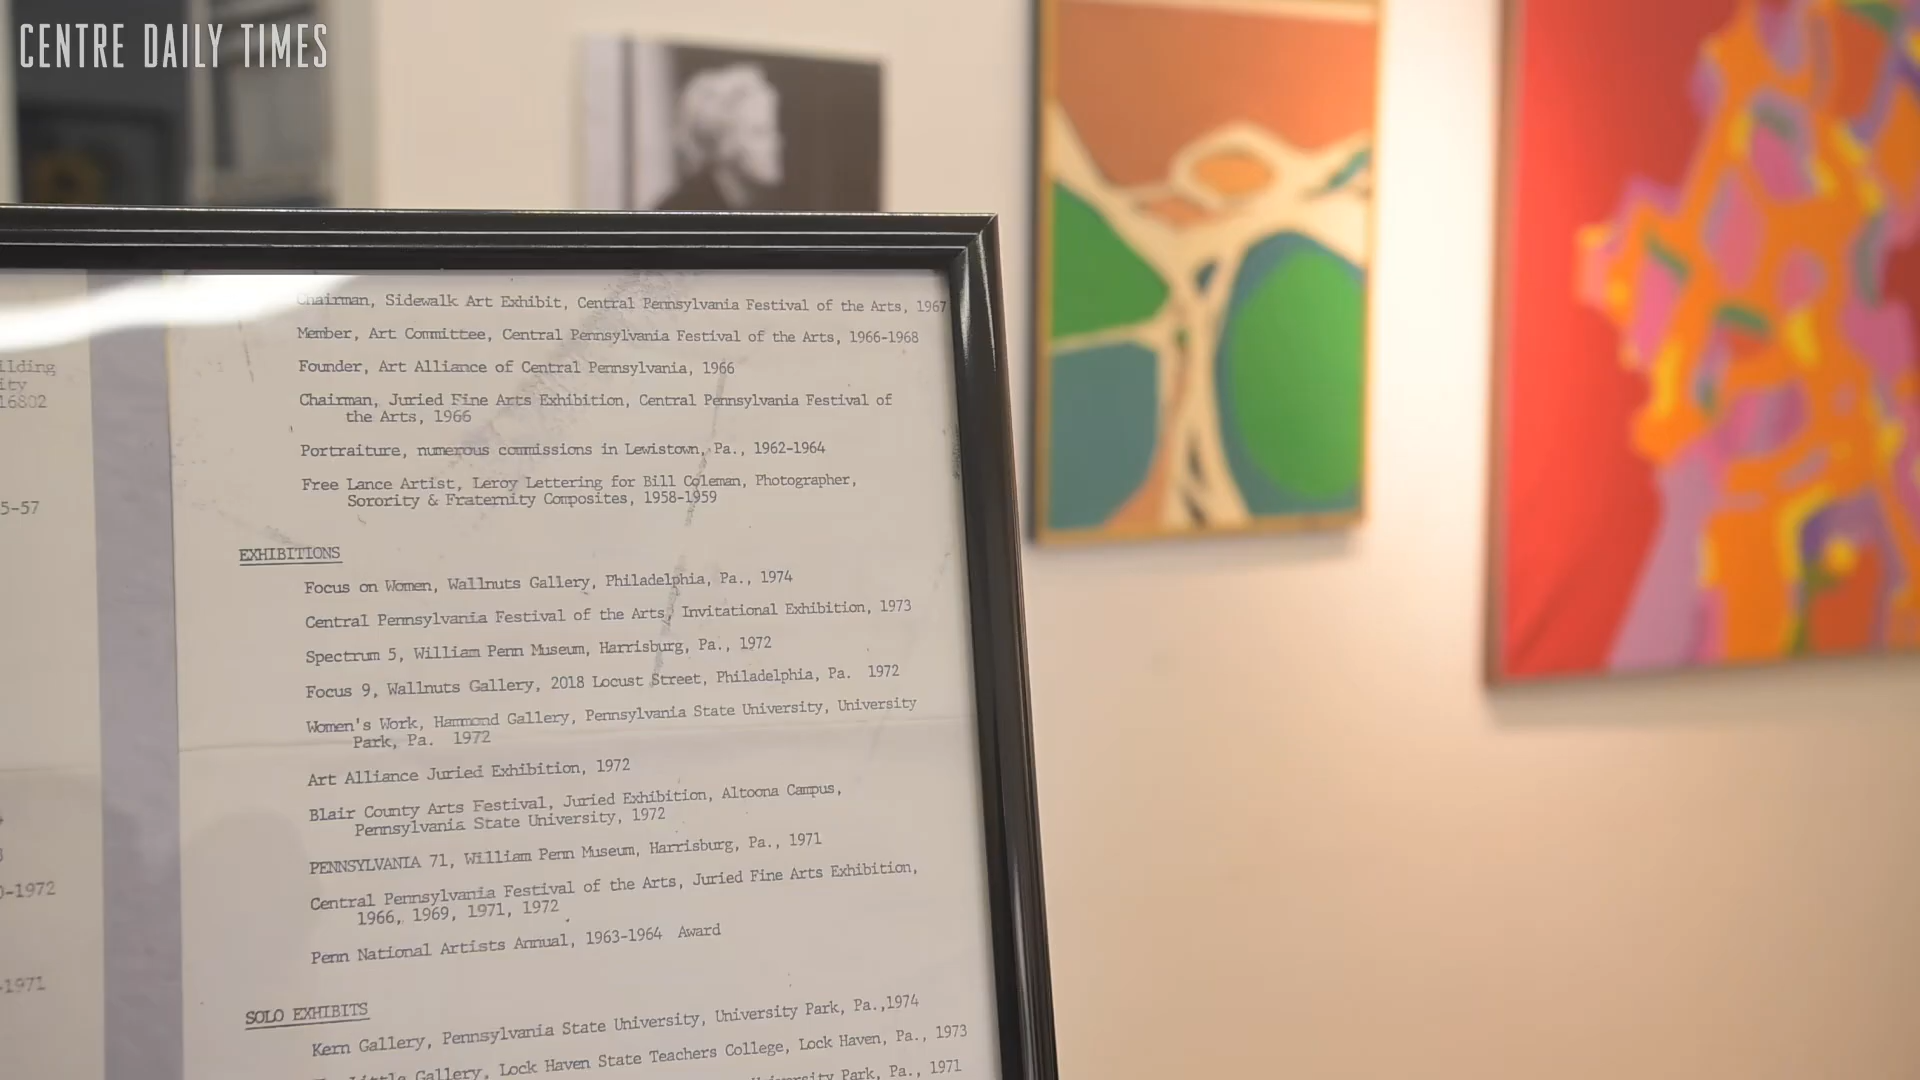 CENTRE DAILY TIMES
ilding
ity
16802
5-57
0-1972
-1971
Chairman, Sidewalk Art Exhibit, Central Pennsylvania Festival of the Arts, 1967
Member, Art Committee, Central Pennsylvania Festival of the Arts, 1966-1968
Founder, Art Alliance of Central Pennsylvania, 1966
Chairman, Juried Fine Arts Exhibition, Central Pennsylvania Festival of
the Arts, 1966
Portraiture, numerous commissions in Lewistown, Pa., 1962-1964
Free Lance Artist, Leroy Lettering for Bill Coleman, Photographer,
Sorority & Fraternity Composites, 1958-1959
EXHIBITIONS
Focus on Women, Wallnuts Gallery, Philadelphia, Pa., 1974
Central Pennsylvania Festival of the Arts, Invitational Exhibition, 1973
Spectrum 5, William Penn Museum, Harrisburg, Pa., 1972
Focus 9, Wallnuts Gallery, 2018 Locust Street, Philadelphia, Pa. 1972
Women's Work, Hammond Gallery, Pennsylvania State University, University
Park, Pa. 1972
Art Alliance Juried Exhibition, 1972
Blair County Arts Festival, Juried Exhibition, Altoona Campus,
Pennsylvania State University, 1972
PENNSYLVANIA 71, William Penn Museum, Harrisburg, Pa., 1971
Central Pennsylvania Festival of the Arts, Juried Fine Arts Exhibition,
1966, 1969, 1971, 1972
Penn National Artists Annual, 1963-1964 Award
SOLO EXHIBITS
Kern Gallery, Pennsylvania State University, University Park, Pa.,1974
Gallery, Lock Haven State Teachers College, Lock Haven, Pa., 1973
Park, Pa., 1971